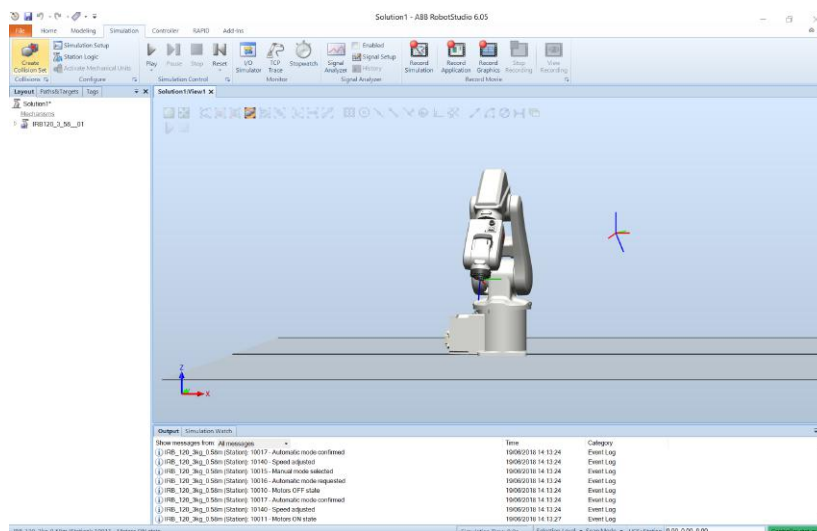 Solution1 - ABB RobotStudio 6.05
File Home Modeling Simulation Controller RAPID Add-Ins
Create Collision Set
Simulation Setup
Station Logic
Activate Mechanical Units
Play Pause Stop Reset
I/O Simulator
TCP Trace
Stopwatch
Signal Analyzer
Enabled
Signal Setup
History
Record Simulation
Record Application
Record Graphics
Stop Recording
View Recording
Collisions Configure Simulation Control Monitor Signal Analyzer Record Movie
Layout Paths&Targets Tags
Solution1:View1
Solution1*
Mechanisms
IRB120_3_58__01
Z
X
Output Simulation Watch
Show messages from: All messages Time Category
IRB_120_3kg_0.58m (Station): 10017 - Automatic mode confirmed 19/06/2018 14:13:24 Event Log
IRB_120_3kg_0.58m (Station): 10140 - Speed adjusted 19/06/2018 14:13:24 Event Log
IRB_120_3kg_0.58m (Station): 10015 - Manual mode selected 19/06/2018 14:13:24 Event Log
IRB_120_3kg_0.58m (Station): 10016 - Automatic mode requested 19/06/2018 14:13:24 Event Log
IRB_120_3kg_0.58m (Station): 10010 - Motors OFF state 19/06/2018 14:13:24 Event Log
IRB_120_3kg_0.58m (Station): 10017 - Automatic mode confirmed 19/06/2018 14:13:24 Event Log
IRB_120_3kg_0.58m (Station): 10140 - Speed adjusted 19/06/2018 14:13:24 Event Log
IRB_120_3kg_0.58m (Station): 10011 - Motors ON state 19/06/2018 14:13:27 Event Log